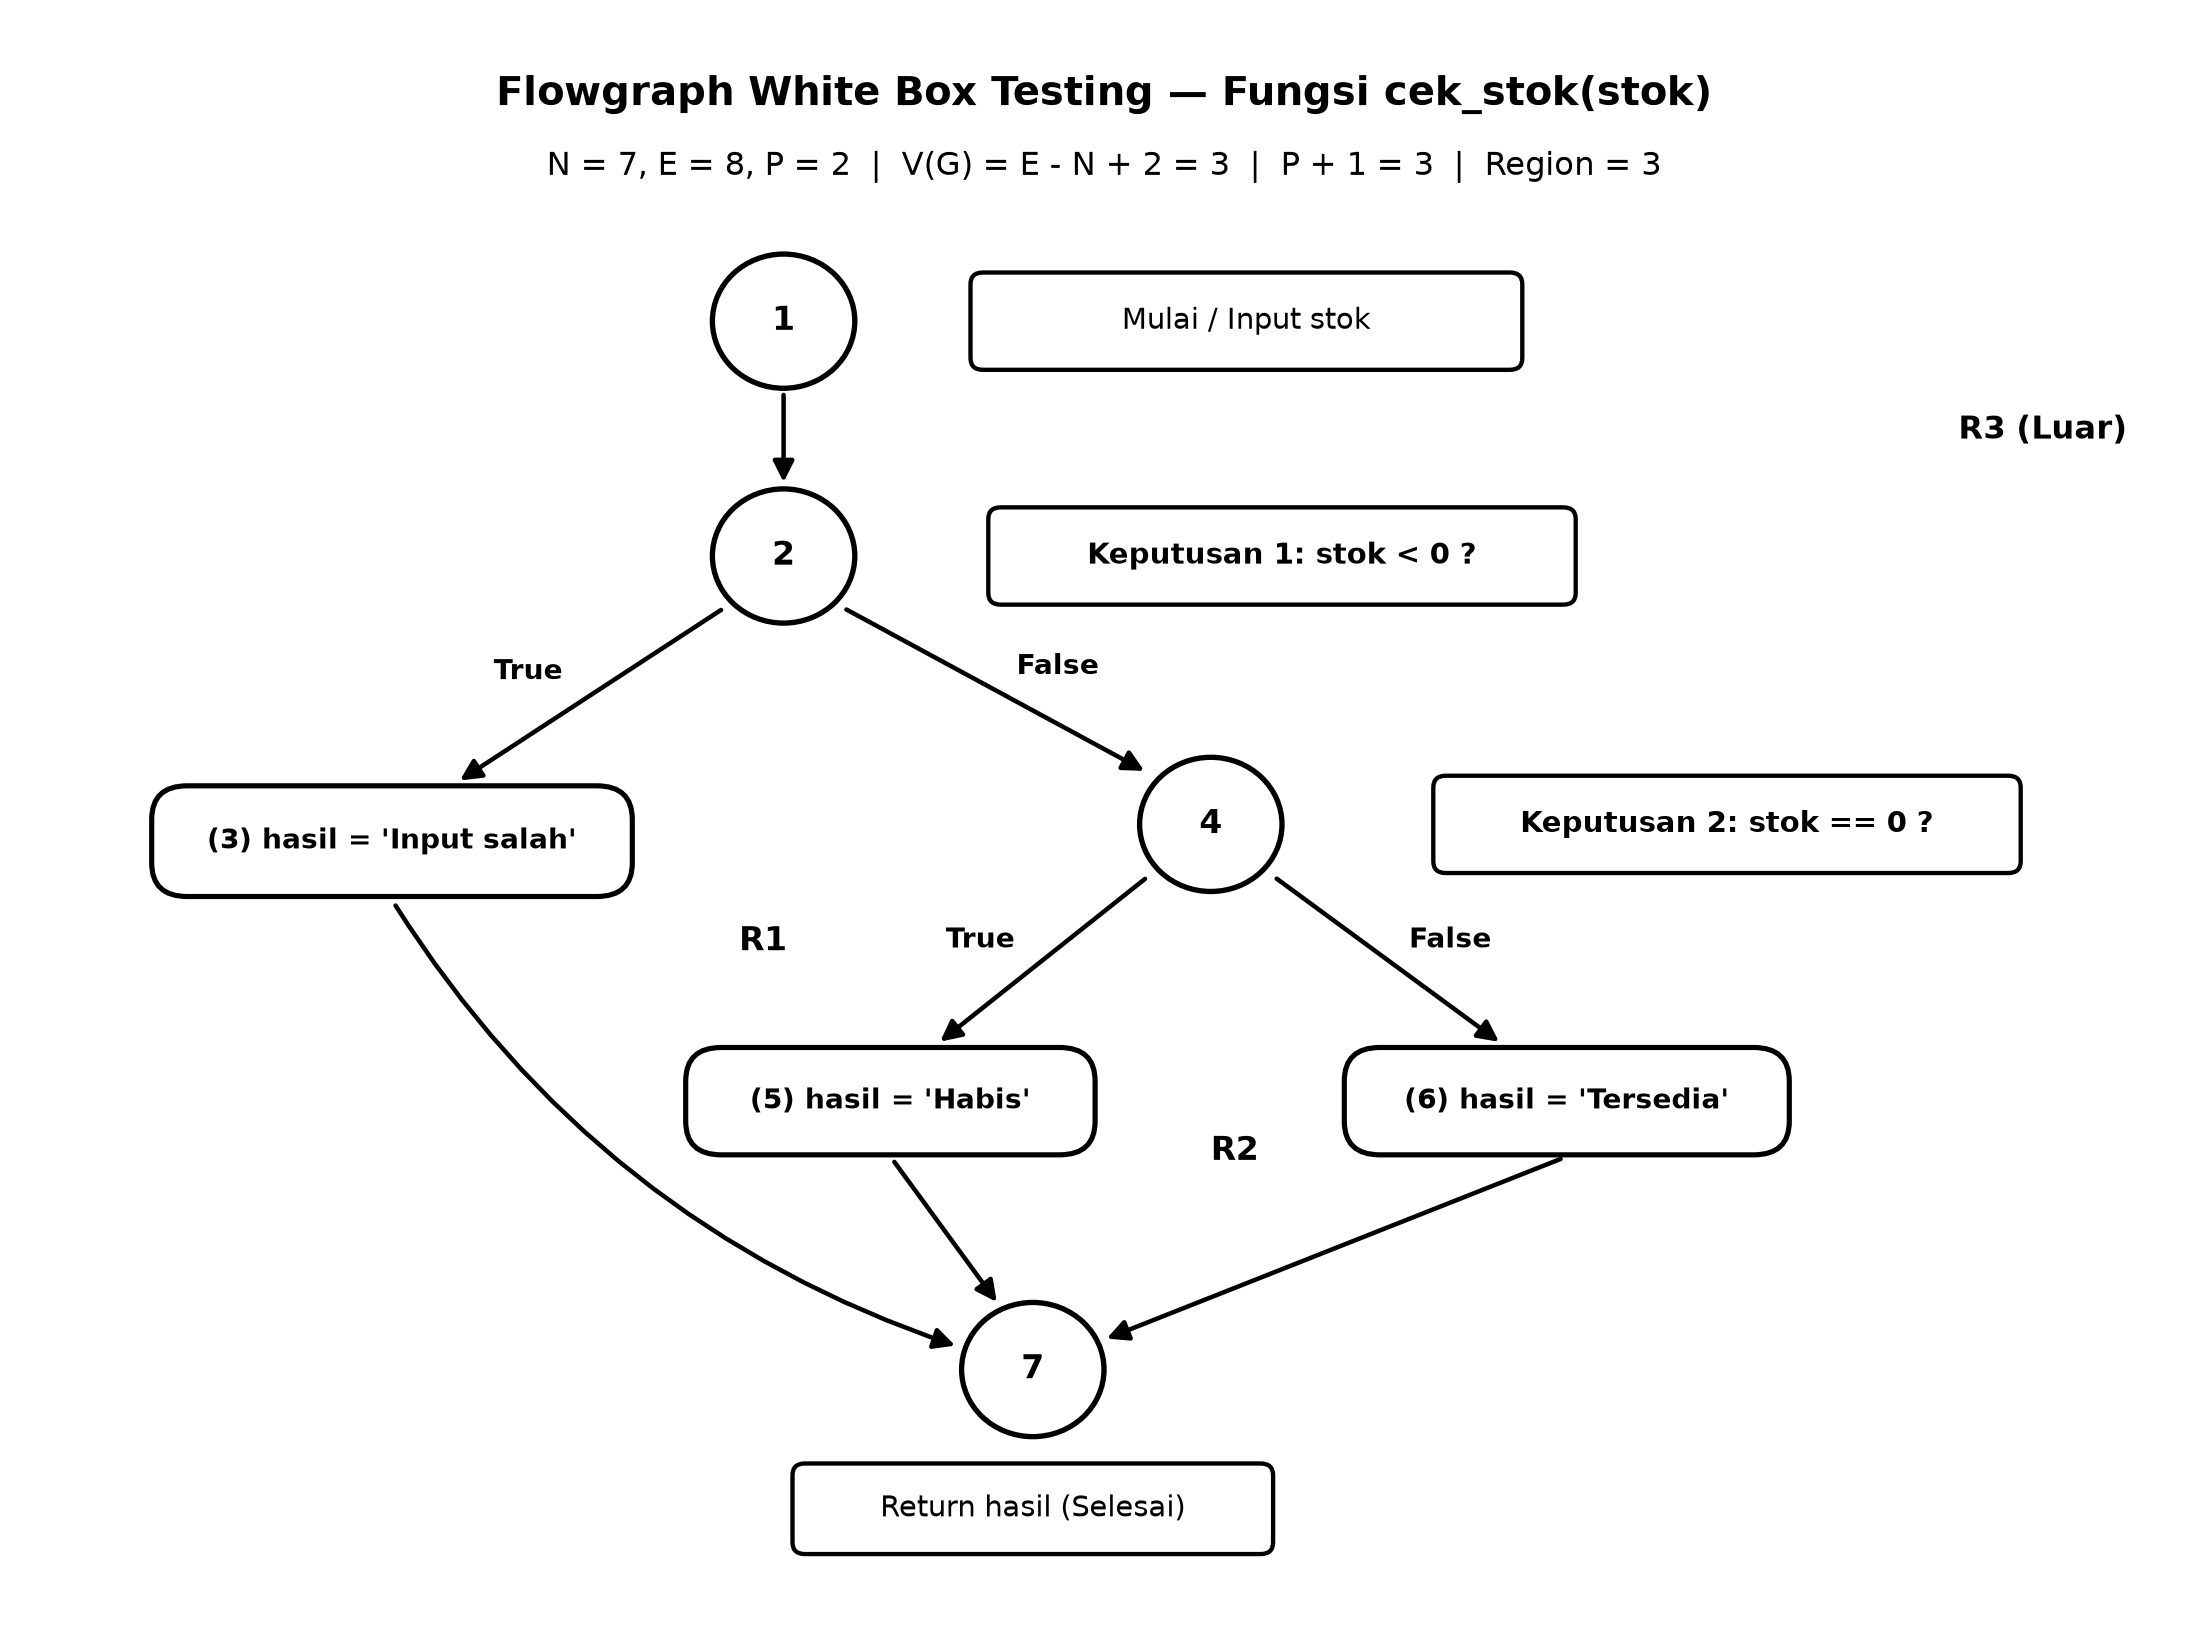 Flowgraph White Box Testing — Fungsi cek_stok(stok)
N = 7, E = 8, P = 2 | V(G) = E - N + 2 = 3 | P + 1 = 3 | Region = 3
1
Mulai / Input stok
R3 (Luar)
2
Keputusan 1: stok < 0 ?
True
False
(3) hasil = 'Input salah'
4
Keputusan 2: stok == 0 ?
R1
True
False
(5) hasil = 'Habis'
(6) hasil = 'Tersedia'
R2
7
Return hasil (Selesai)